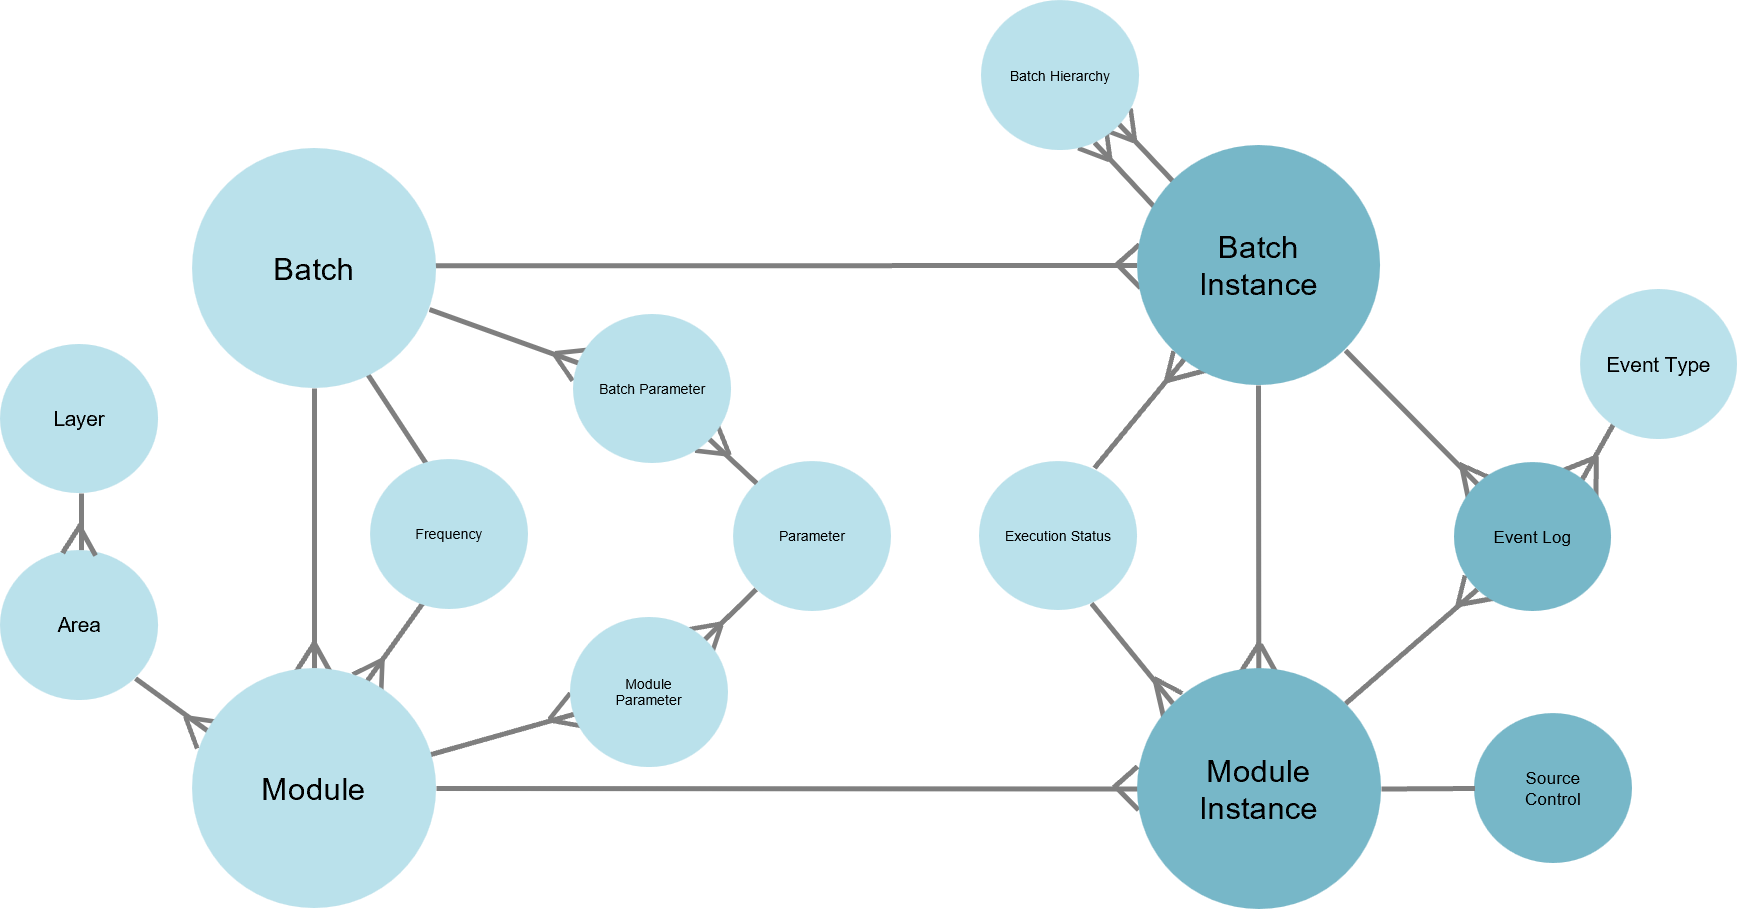 Batch Hierarchy
Batch
Batch
Instance
Event Type
Layer
Batch Parameter
Frequency
Parameter
Execution Status
Event Log
Area
Module
Parameter
Module
Module
Instance
Source
Control